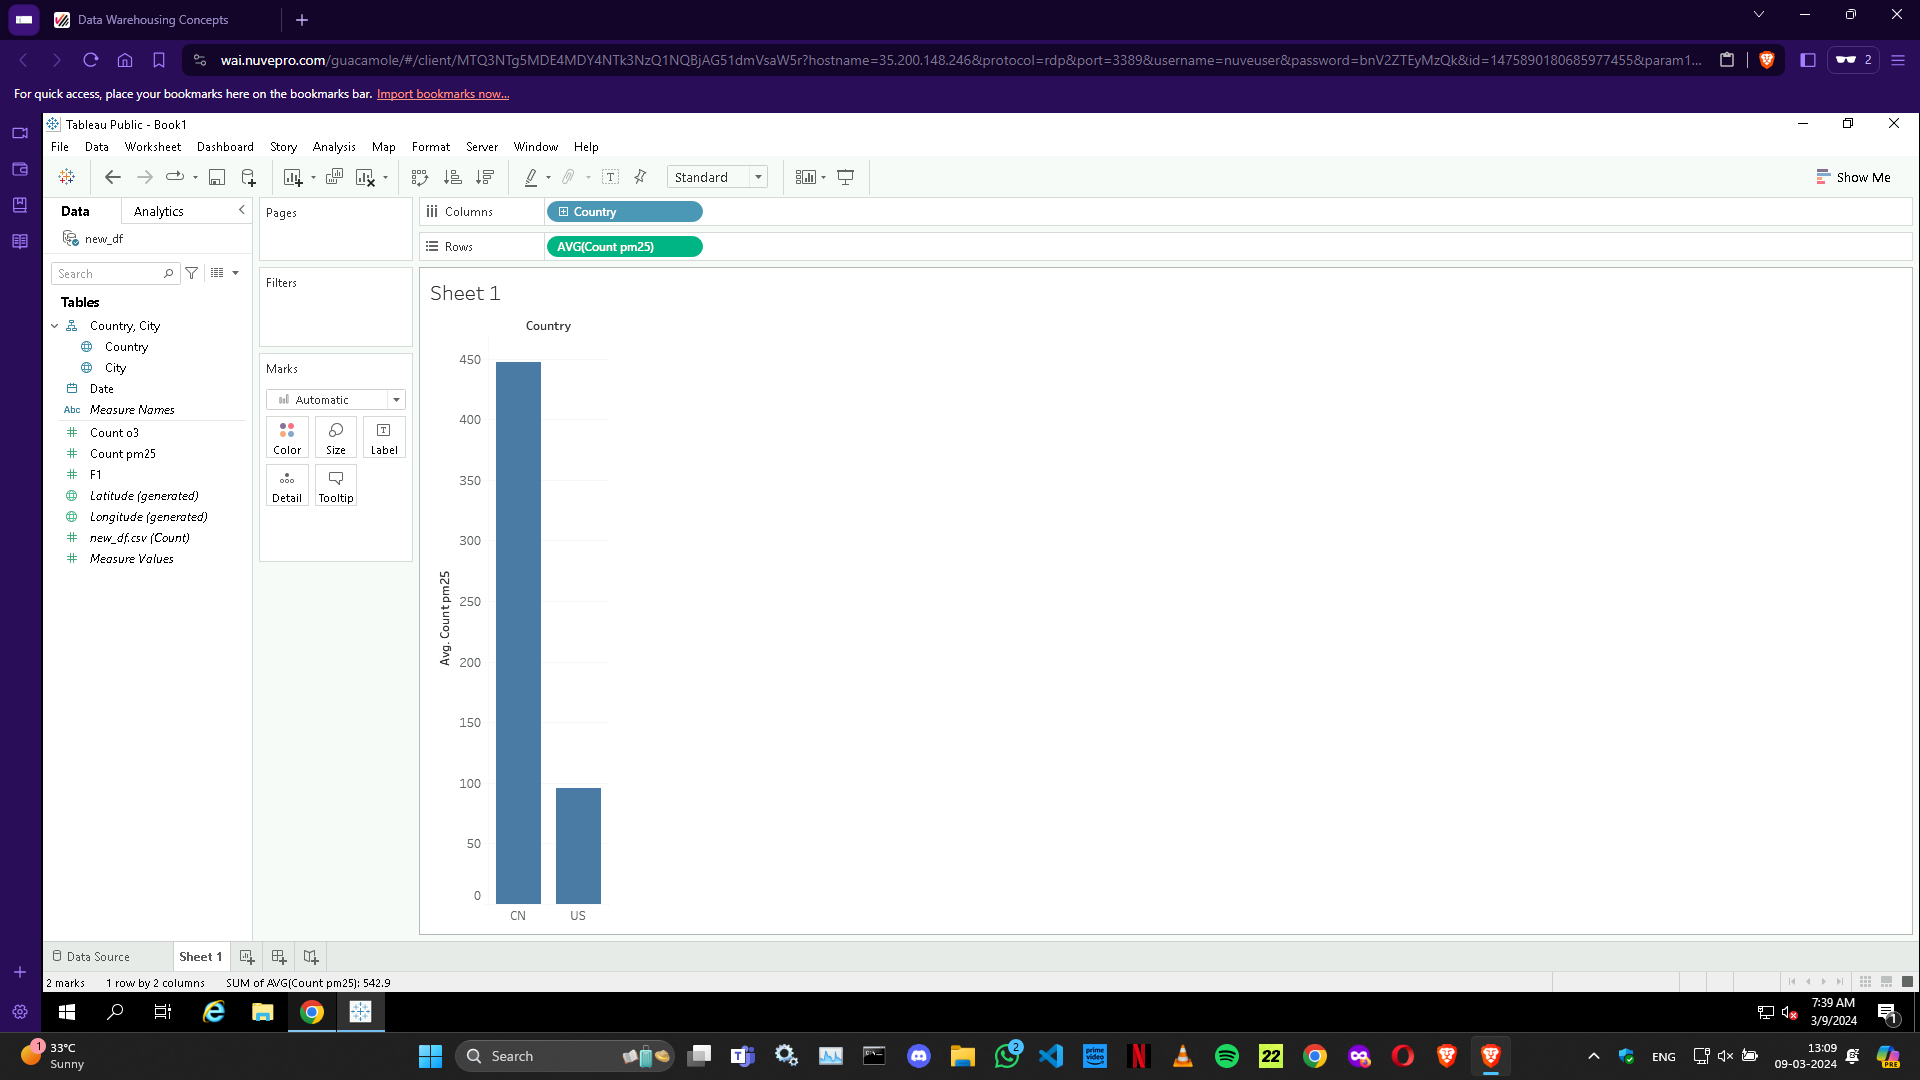 Data Warehousing Concepts
wai.nuvepro.com/guacamole/#/client/MTQ3NTg5MDE4MDY4NTk3NzQ1NQBjAG51dmVsaW5r?hostname=35.200.148.246&protocol=rdp&port=3389&username=nuveuser&password=bnV2ZTEyMzQk&id=1475890180685977455&param1...
2
For quick access, place your bookmarks here on the bookmarks bar. Import bookmarks now...
Tableau Public - Book1
File Data Worksheet Dashboard Story Analysis Map Format Server Window Help
Standard
Show Me
Data Analytics
new_df
Search
Tables
Country, City
Country
City
Date
Abc Measure Names
Count o3
Count pm25
F1
Latitude (generated)
Longitude (generated)
new_df.csv (Count)
Measure Values
Pages
Filters
Marks
Automatic
Color Size Label
Detail Tooltip
Columns Country
Rows AVG(Count pm25)
Sheet 1
Country
450
400
350
300
250
200
150
100
50
0
Avg. Count pm25
CN US
Data Source Sheet 1
2 marks 1 row by 2 columns SUM of AVG(Count pm25): 542.9
7:39 AM
3/9/2024
1
1
33°C
Sunny
Search
prime video
2
22
ENG
13:09
09-03-2024
PRE